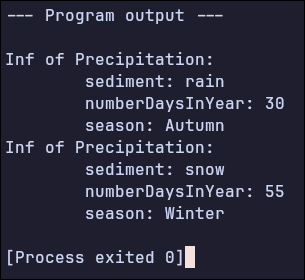 --- Program output ---
Inf of Precipitation:
sediment: rain
numberDaysInYear: 30
season: Autumn
Inf of Precipitation:
sediment: snow
numberDaysInYear: 55
season: Winter
[Process exited 0]